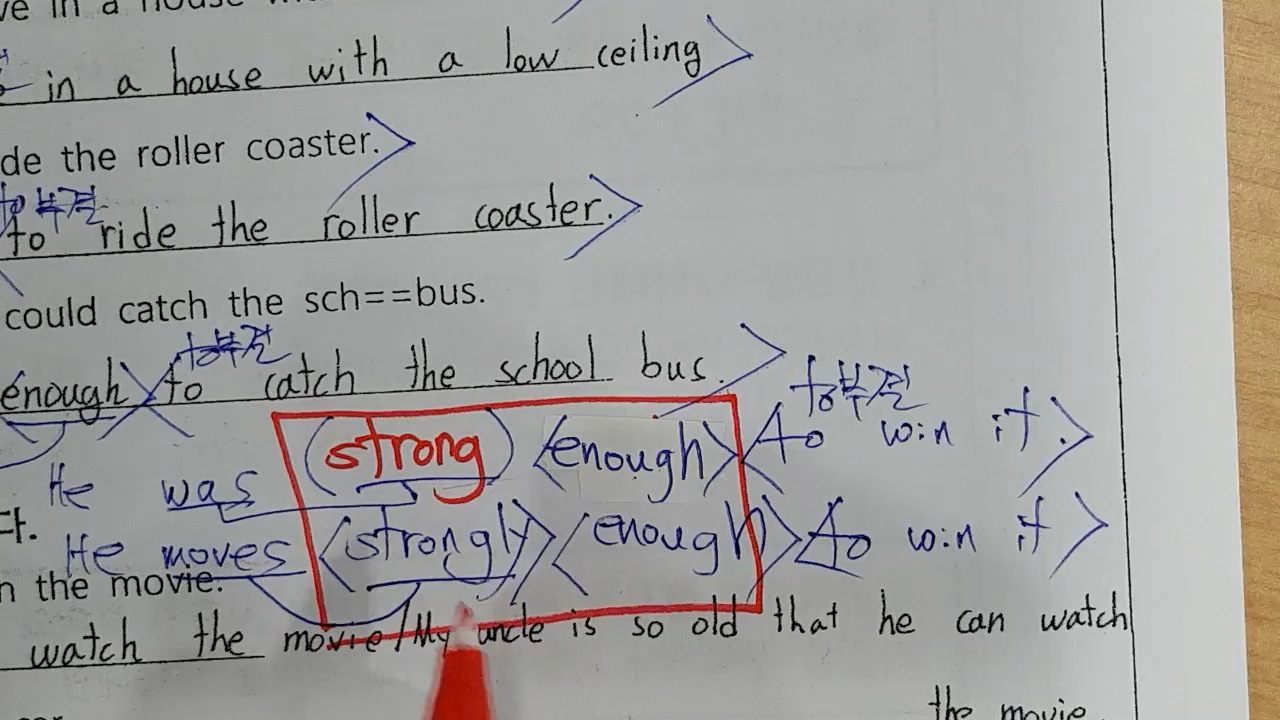 in a house
in a house with a low ceiling
de the roller coaster.
to부정
to ride the roller coaster.
could catch the sch==bus.
to부정
enough to catch the school bus.
to부정
He was (strong) <enough> to win it.>
다.
He moves <strongly> <enough> to win it>
n the movie.
watch the movie/My uncle is so old that he can watch
the movie.